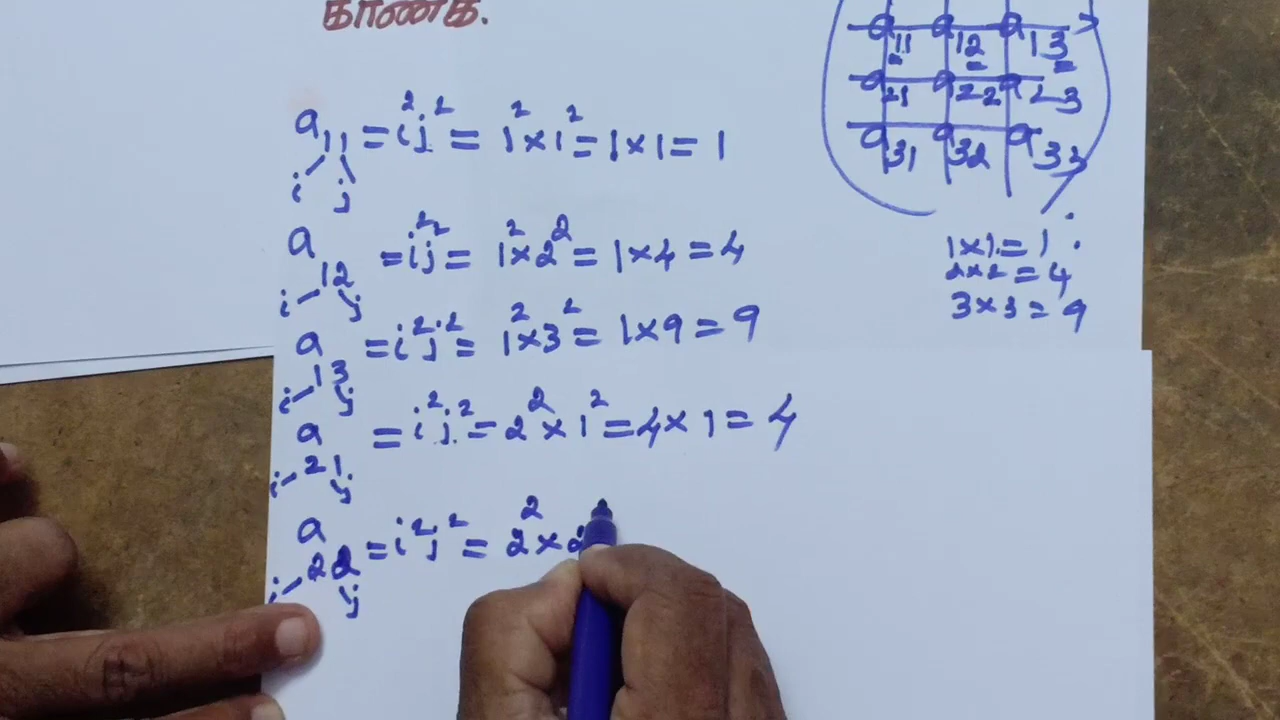 காண்க.
a₁₁ a₁₂ a₁₃
a₂₁ a₂₂ a₂₃
a₃₁ a₃₂ a₃₃
a₁₁ = i²j² = 1² × 1² = 1 × 1 = 1
i j
a₁₂ = i²j² = 1² × 2² = 1 × 4 = 4
i j
a₁₃ = i²j² = 1² × 3² = 1 × 9 = 9
i j
a₂₁ = i²j² = 2² × 1² = 4 × 1 = 4
i j
a₂₂ = i²j² = 2² × 2
i j
1 × 1 = 1
2 × 2 = 4
3 × 3 = 9